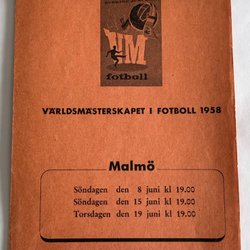 VM
fotboll
VÄRLDSMÄSTERSKAPET I FOTBOLL 1958
Malmö
Söndagen den 8 juni kl 19.00
Söndagen den 15 juni kl 19.00
Torsdagen den 19 juni kl 19.00